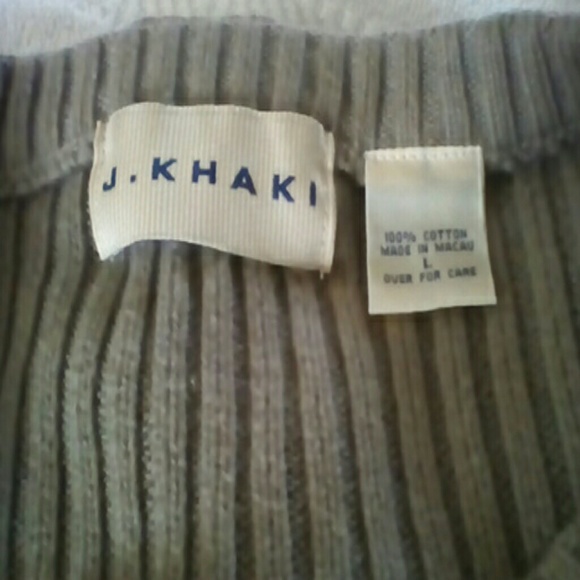 J.KHAKI
100% COTTON
MADE IN MACAU
L
OVER FOR CARE